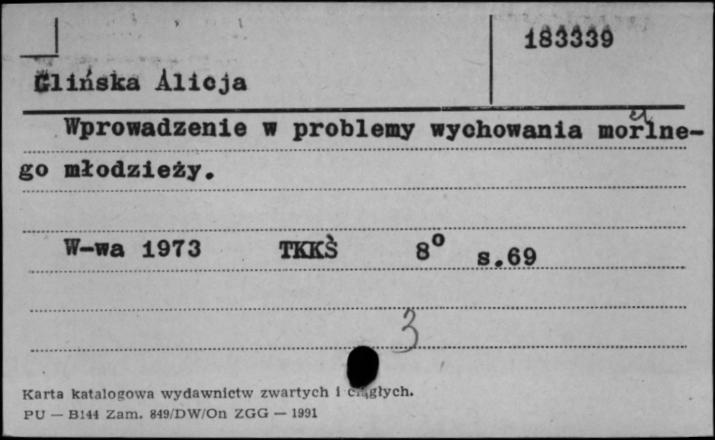 183339
Glińska Alicja
Wprowadzenie w problemy wychowania moralne-
go młodzieży.
W-wa 1973 TKKŚ 8° s.69
3
Karta katalogowa wydawnictw zwartych i ciągłych.
PU — B144 Zam. 849/DW/On ZGG — 1991